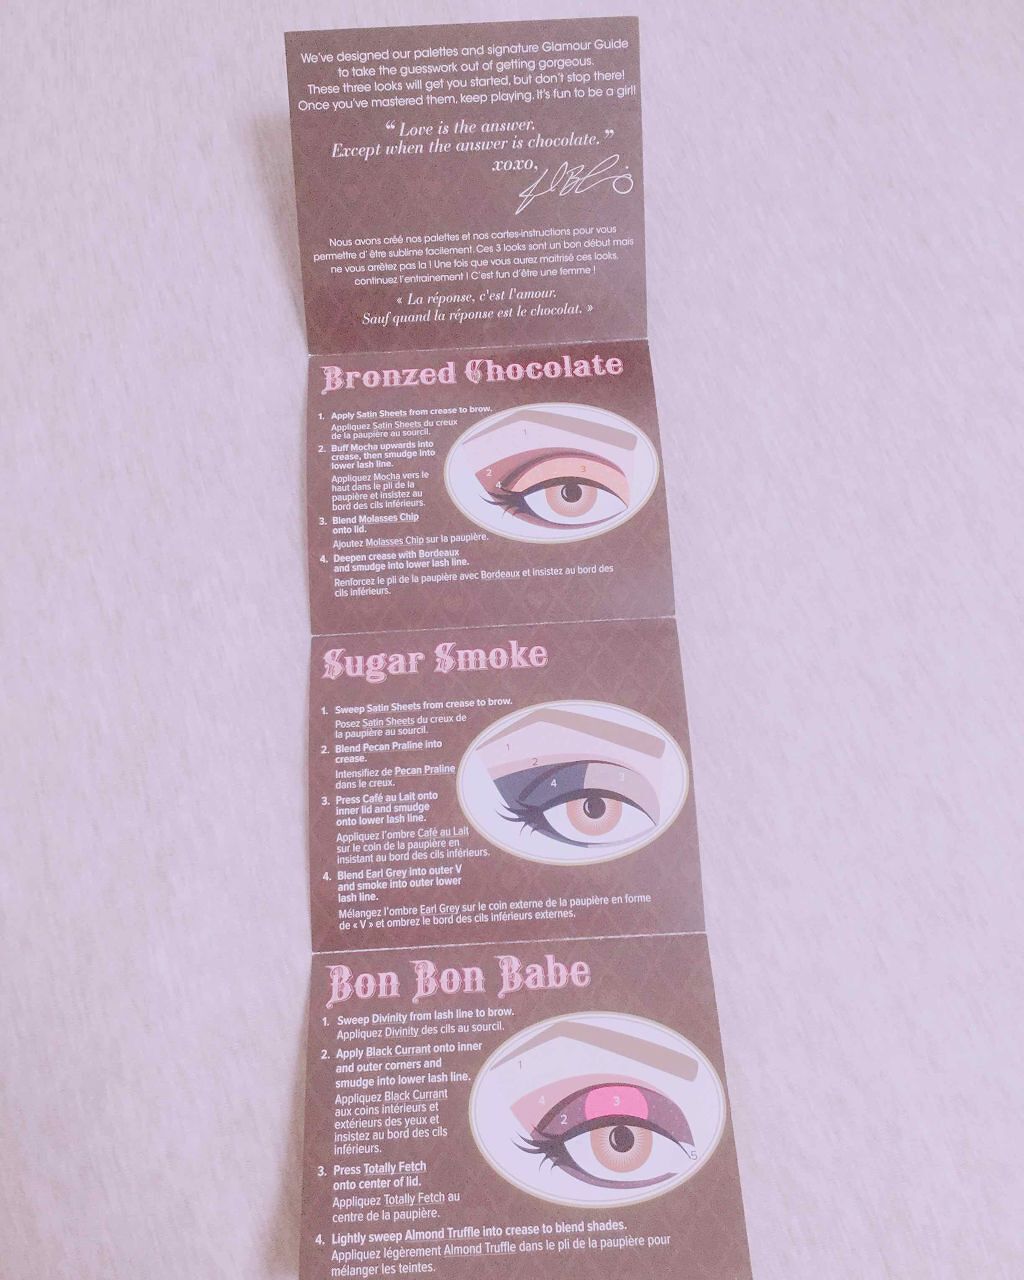 We've designed our palettes and signature Glamour Guide
to take the guesswork out of getting gorgeous.
These three looks will get you started, but don't stop there!
Once you've mastered them, keep playing. It's fun to be a girl!
“ Love is the answer.
Except when the answer is chocolate. ”
xoxo,
Nous avons créé nos palettes et nos cartes-instructions pour vous
permettre d' être sublime facilement. Ces 3 looks sont un bon début mais
ne vous arrêtez pas la ! Une fois que vous aurez maitrisé ces looks,
continuez l'entrainement ! C'est fun d'être une femme !
« La réponse, c'est l'amour.
Sauf quand la réponse est le chocolat. »
Bronzed Chocolate
1. Apply Satin Sheets from crease to brow.
Appliquez Satin Sheets du creux
de la paupière au sourcil.
2. Buff Mocha upwards into
crease, then smudge into
lower lash line.
Appliquez Mocha vers le
haut dans le pli de la
paupière et insistez au
bord des cils inférieurs.
3. Blend Molasses Chip
onto lid.
Ajoutez Molasses Chip sur la paupière.
4. Deepen crease with Bordeaux
and smudge into lower lash line.
Renforcez le pli de la paupière avec Bordeaux et insistez au bord des
cils inférieurs.
1
2
3
4
Sugar Smoke
1. Sweep Satin Sheets from crease to brow.
Posez Satin Sheets du creux de
la paupière au sourcil.
2. Blend Pecan Praline into
crease.
Intensifiez de Pecan Praline
dans le creux.
3. Press Café au Lait onto
inner lid and smudge
onto lower lash line.
Appliquez l'ombre Café au Lait
sur le coin de la paupière en
insistant au bord des cils inférieurs.
4. Blend Earl Grey into outer V
and smoke into outer lower
lash line.
Mélangez l'ombre Earl Grey sur le coin externe de la paupière en forme
de « V » et ombrez le bord des cils inférieurs externes.
1
2
3
4
Bon Bon Babe
1. Sweep Divinity from lash line to brow.
Appliquez Divinity des cils au sourcil.
2. Apply Black Currant onto inner
and outer corners and
smudge into lower lash line.
Appliquez Black Currant
aux coins intérieurs et
extérieurs des yeux et
insistez au bord des cils
inférieurs.
3. Press Totally Fetch
onto center of lid.
Appliquez Totally Fetch au
centre de la paupière.
4. Lightly sweep Almond Truffle into crease to blend shades.
Appliquez légèrement Almond Truffle dans le pli de la paupière pour
mélanger les teintes.
1
4
3
2
5